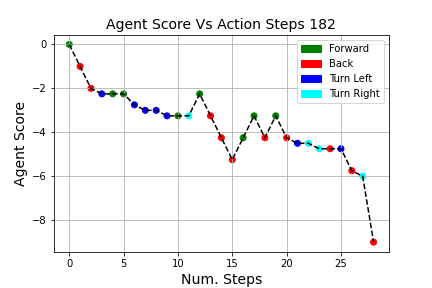 Agent Score Vs Action Steps 182
Forward
Back
Turn Left
Turn Right
Agent Score
0
−2
−4
−6
−8
0 5 10 15 20 25
Num. Steps